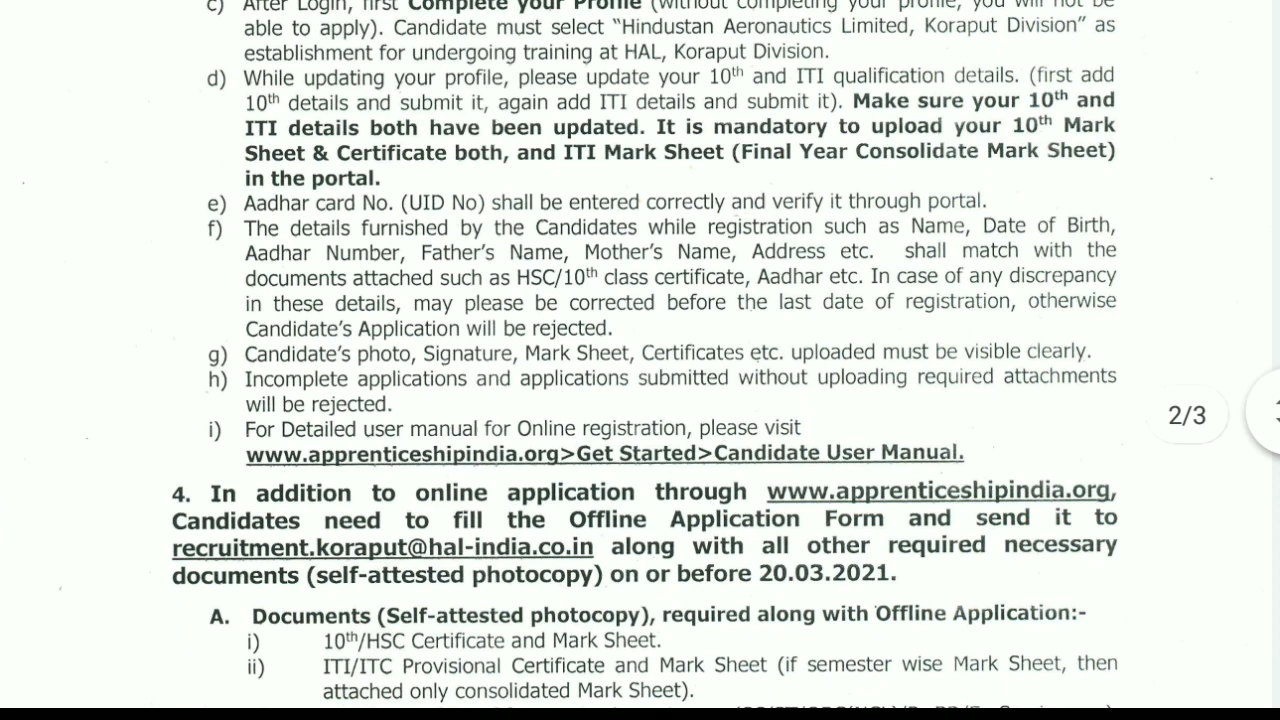 c) After Login, first Complete your Profile (without completing your profile, you will not be
able to apply). Candidate must select “Hindustan Aeronautics Limited, Koraput Division” as
establishment for undergoing training at HAL, Koraput Division.
d) While updating your profile, please update your 10th and ITI qualification details. (first add
10th details and submit it, again add ITI details and submit it). Make sure your 10th and
ITI details both have been updated. It is mandatory to upload your 10th Mark
Sheet & Certificate both, and ITI Mark Sheet (Final Year Consolidate Mark Sheet)
in the portal.
e) Aadhar card No. (UID No) shall be entered correctly and verify it through portal.
f) The details furnished by the Candidates while registration such as Name, Date of Birth,
Aadhar Number, Father’s Name, Mother’s Name, Address etc. shall match with the
documents attached such as HSC/10th class certificate, Aadhar etc. In case of any discrepancy
in these details, may please be corrected before the last date of registration, otherwise
Candidate’s Application will be rejected.
g) Candidate’s photo, Signature, Mark Sheet, Certificates etc. uploaded must be visible clearly.
h) Incomplete applications and applications submitted without uploading required attachments
will be rejected.
2/3
i) For Detailed user manual for Online registration, please visit
www.apprenticeshipindia.org>Get Started>Candidate User Manual.
4. In addition to online application through www.apprenticeshipindia.org,
Candidates need to fill the Offline Application Form and send it to
recruitment.koraput@hal-india.co.in along with all other required necessary
documents (self-attested photocopy) on or before 20.03.2021.
A. Documents (Self-attested photocopy), required along with Offline Application:-
i) 10th/HSC Certificate and Mark Sheet.
ii) ITI/ITC Provisional Certificate and Mark Sheet (if semester wise Mark Sheet, then
attached only consolidated Mark Sheet).